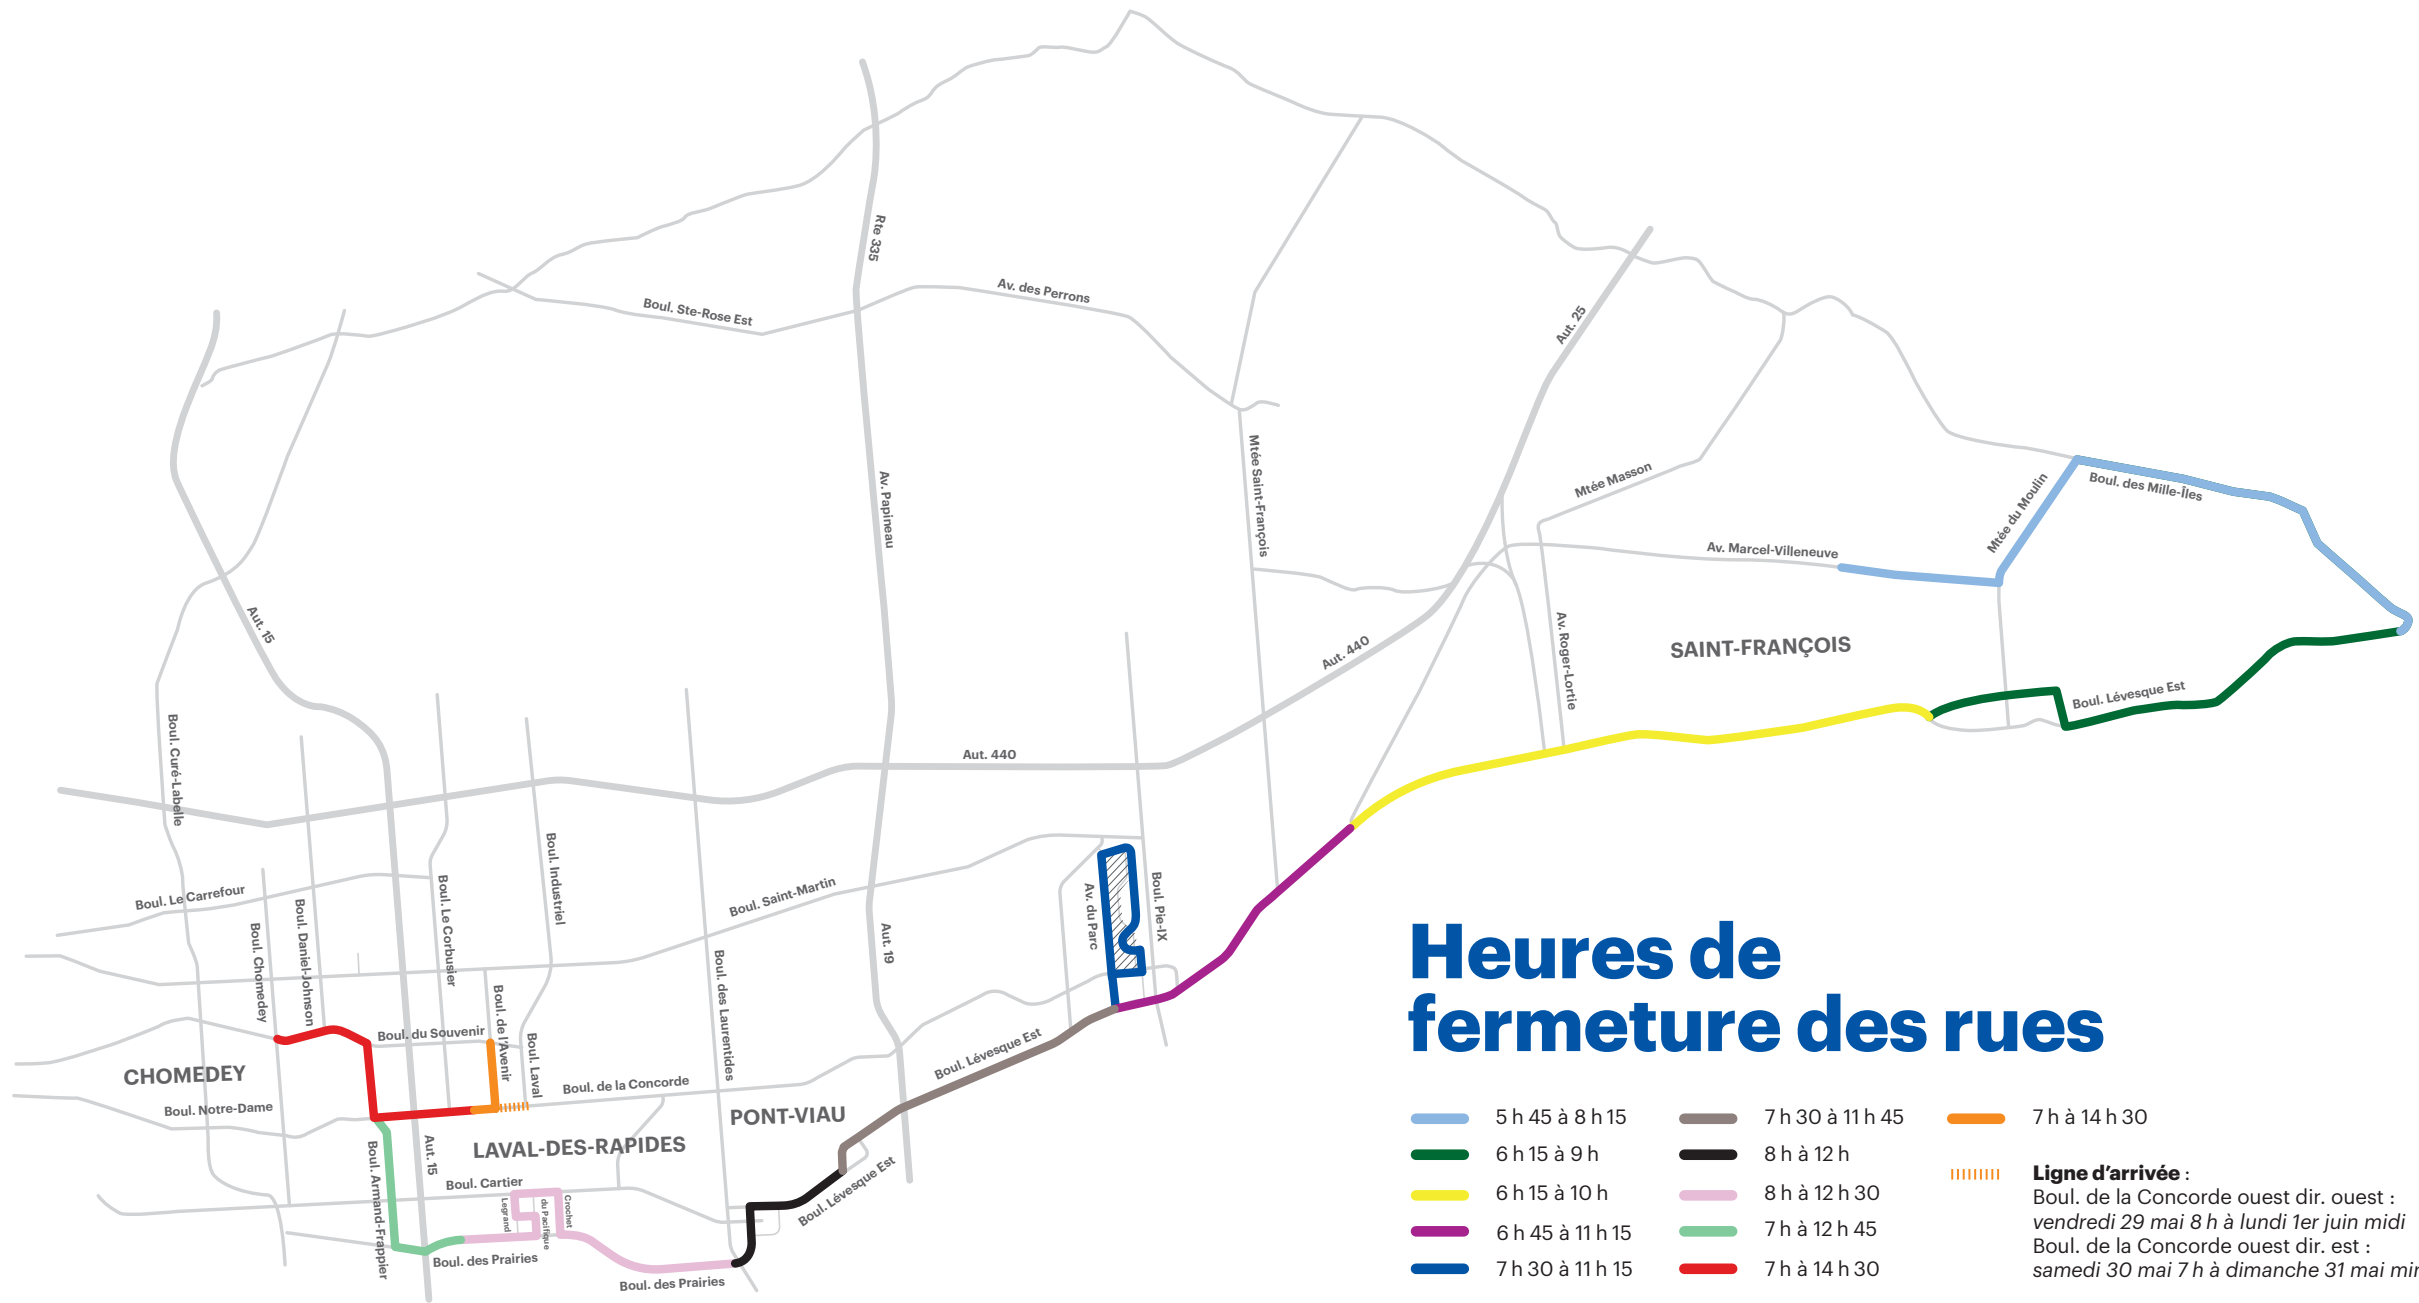 Rte 335
Boul. Ste-Rose Est
Av. des Perrons
Aut. 25
Av. Papineau
Mtée Saint-François
Mtée Masson
Mtée du Moulin
Boul. des Mille-Îles
Av. Marcel-Villeneuve
Aut. 15
Aut. 440
Av. Roger-Lortie
SAINT-FRANÇOIS
Boul. Lévesque Est
Boul. Curé-Labelle
Aut. 440
Boul. Le Carrefour
Boul. Chomedey
Boul. Daniel-Johnson
Boul. Le Corbusier
Boul. Industriel
Boul. Saint-Martin
Aut. 19
Av. du Parc
Boul. Pie-IX
Boul. des Laurentides
Boul. du Souvenir
Boul. de l'Avenir
Boul. Laval
CHOMEDEY
Boul. Notre-Dame
Boul. de la Concorde
Boul. Lévesque Est
PONT-VIAU
LAVAL-DES-RAPIDES
Boul. Armand-Frappier
Aut. 15
Boul. Cartier
Legrand
du Pacifique
Crochet
Boul. Lévesque Est
Boul. des Prairies
Boul. des Prairies
Heures de
fermeture des rues
5 h 45 à 8 h 15
6 h 15 à 9 h
6 h 15 à 10 h
6 h 45 à 11 h 15
7 h 30 à 11 h 15
7 h 30 à 11 h 45
8 h à 12 h
8 h à 12 h 30
7 h à 12 h 45
7 h à 14 h 30
7 h à 14 h 30
Ligne d'arrivée :
Boul. de la Concorde ouest dir. ouest :
vendredi 29 mai 8 h à lundi 1er juin midi
Boul. de la Concorde ouest dir. est :
samedi 30 mai 7 h à dimanche 31 mai